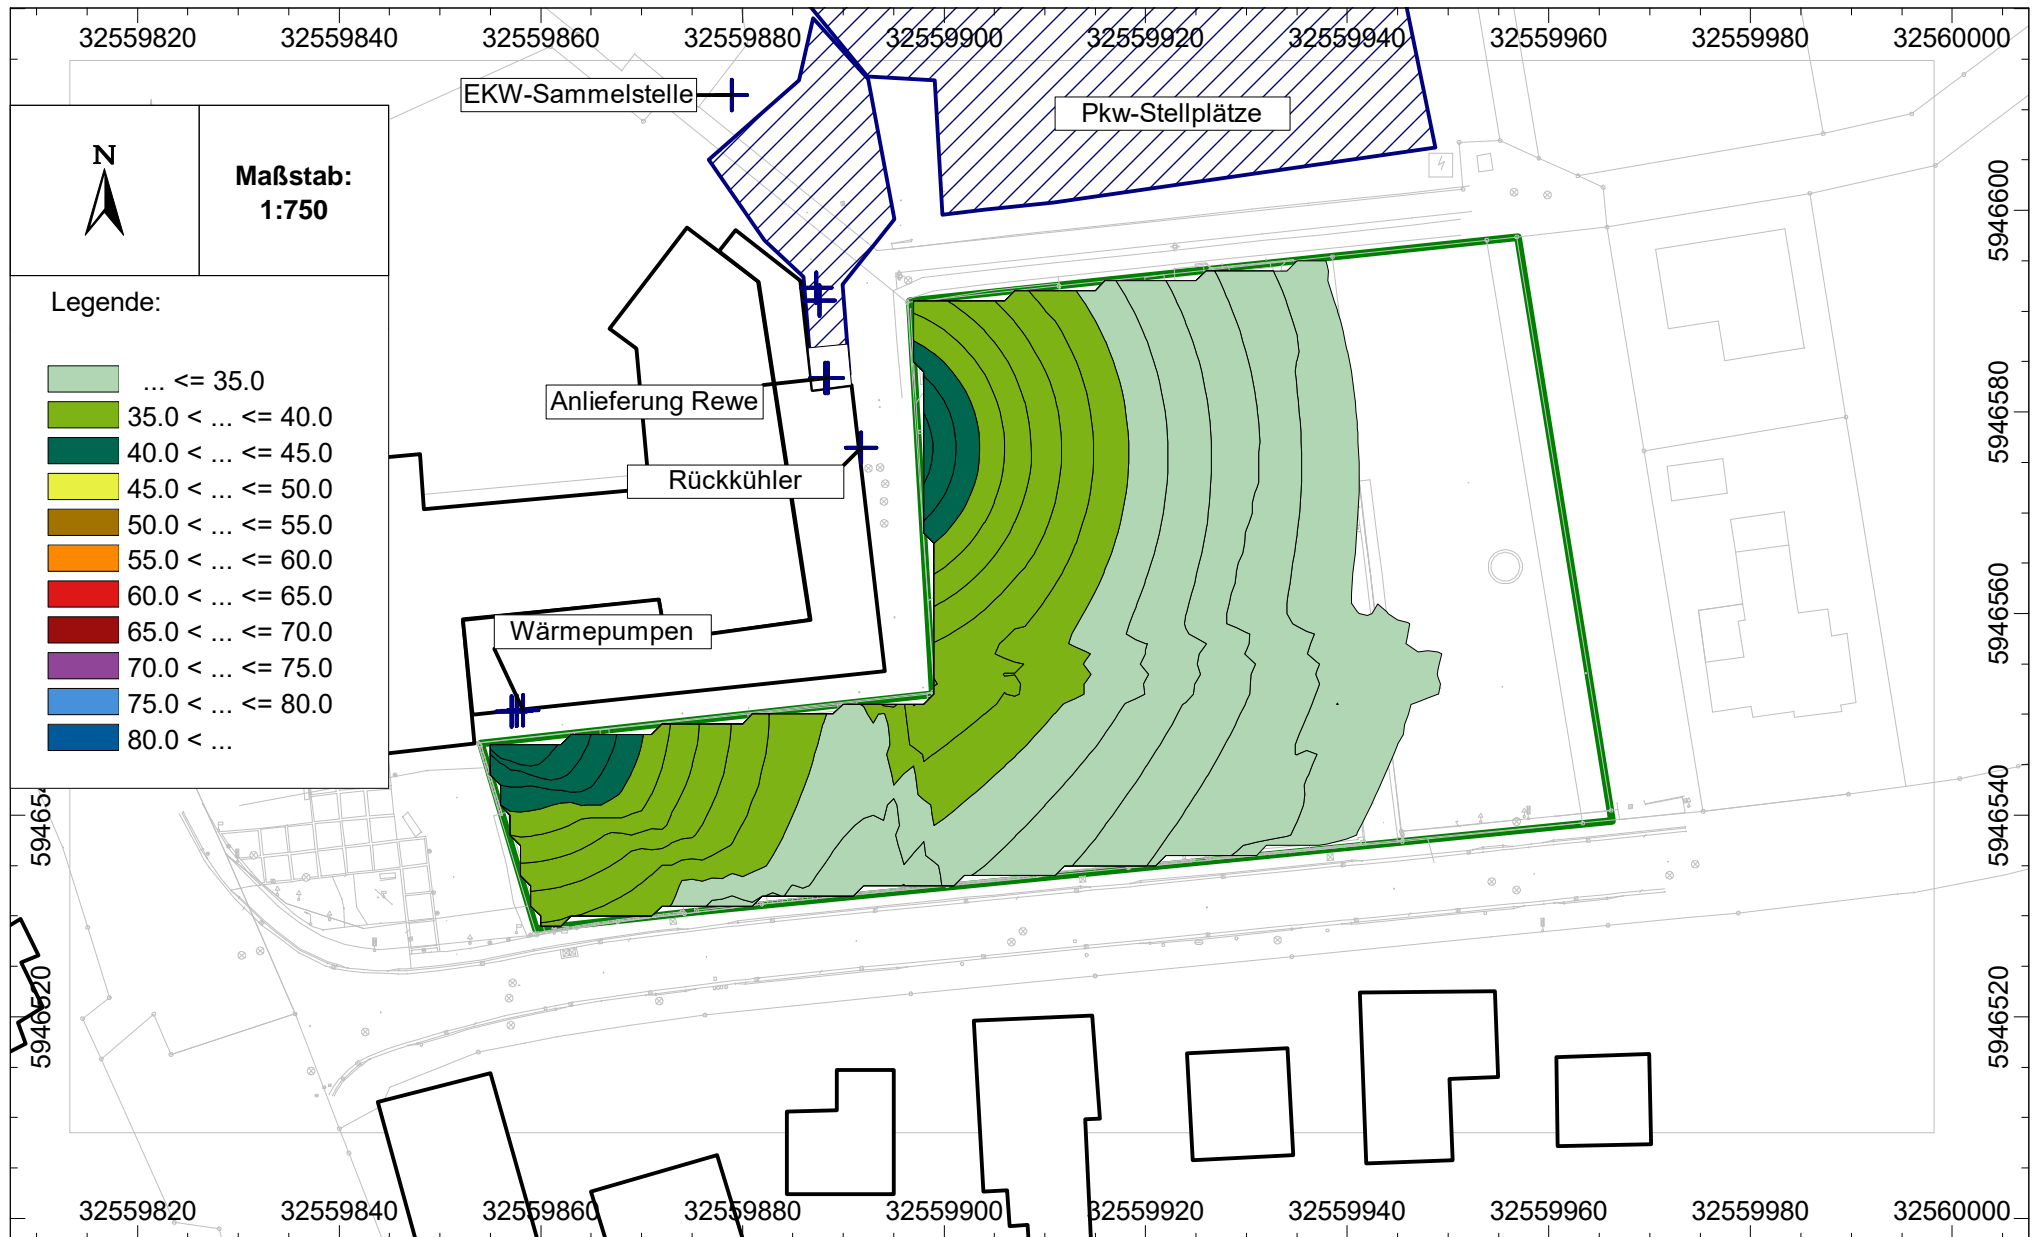 32559820 32559840 32559860 32559880 32559900 32559920 32559940 32559960 32559980 32560000
EKW-Sammelstelle
Pkw-Stellplätze
N
Maßstab:
1:750
Legende:
... <= 35.0
35.0 < ... <= 40.0
40.0 < ... <= 45.0
45.0 < ... <= 50.0
50.0 < ... <= 55.0
55.0 < ... <= 60.0
60.0 < ... <= 65.0
65.0 < ... <= 70.0
70.0 < ... <= 75.0
75.0 < ... <= 80.0
80.0 < ...
Anlieferung Rewe
Rückkühler
Wärmepumpen
5946600
5946580
5946560
5946540
5946520
594654
5946520
32559820 32559840 32559860 32559880 32559900 32559920 32559940 32559960 32559980 32560000